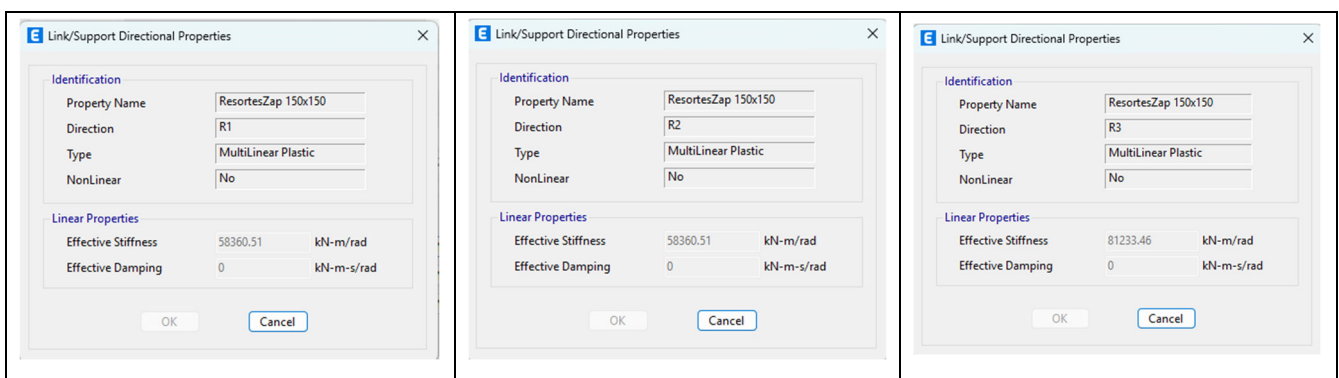 E Link/Support Directional Properties
Identification
Property Name ResortesZap 150x150
Direction R1
Type MultiLinear Plastic
NonLinear No
Linear Properties
Effective Stiffness 58360.51 kN-m/rad
Effective Damping 0 kN-m-s/rad
OK Cancel
E Link/Support Directional Properties
Identification
Property Name ResortesZap 150x150
Direction R2
Type MultiLinear Plastic
NonLinear No
Linear Properties
Effective Stiffness 58360.51 kN-m/rad
Effective Damping 0 kN-m-s/rad
OK Cancel
E Link/Support Directional Properties
Identification
Property Name ResortesZap 150x150
Direction R3
Type MultiLinear Plastic
NonLinear No
Linear Properties
Effective Stiffness 81233.46 kN-m/rad
Effective Damping 0 kN-m-s/rad
OK Cancel